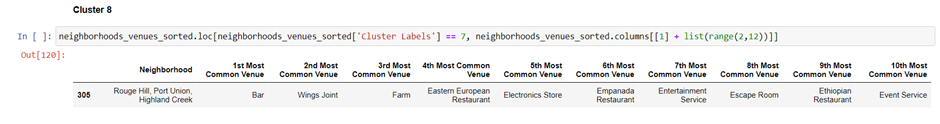 Cluster 8
In [ ]: neighborhoods_venues_sorted.loc[neighborhoods_venues_sorted['Cluster Labels'] == 7, neighborhoods_venues_sorted.columns[[1] + list(range(2,12))]]
Out[120]:
Neighborhood 1st Most Common Venue 2nd Most Common Venue 3rd Most Common Venue 4th Most Common Venue 5th Most Common Venue 6th Most Common Venue 7th Most Common Venue 8th Most Common Venue 9th Most Common Venue 10th Most Common Venue
305 Rouge Hill, Port Union, Highland Creek Bar Wings Joint Farm Eastern European Restaurant Electronics Store Empanada Restaurant Entertainment Service Escape Room Ethiopian Restaurant Event Service